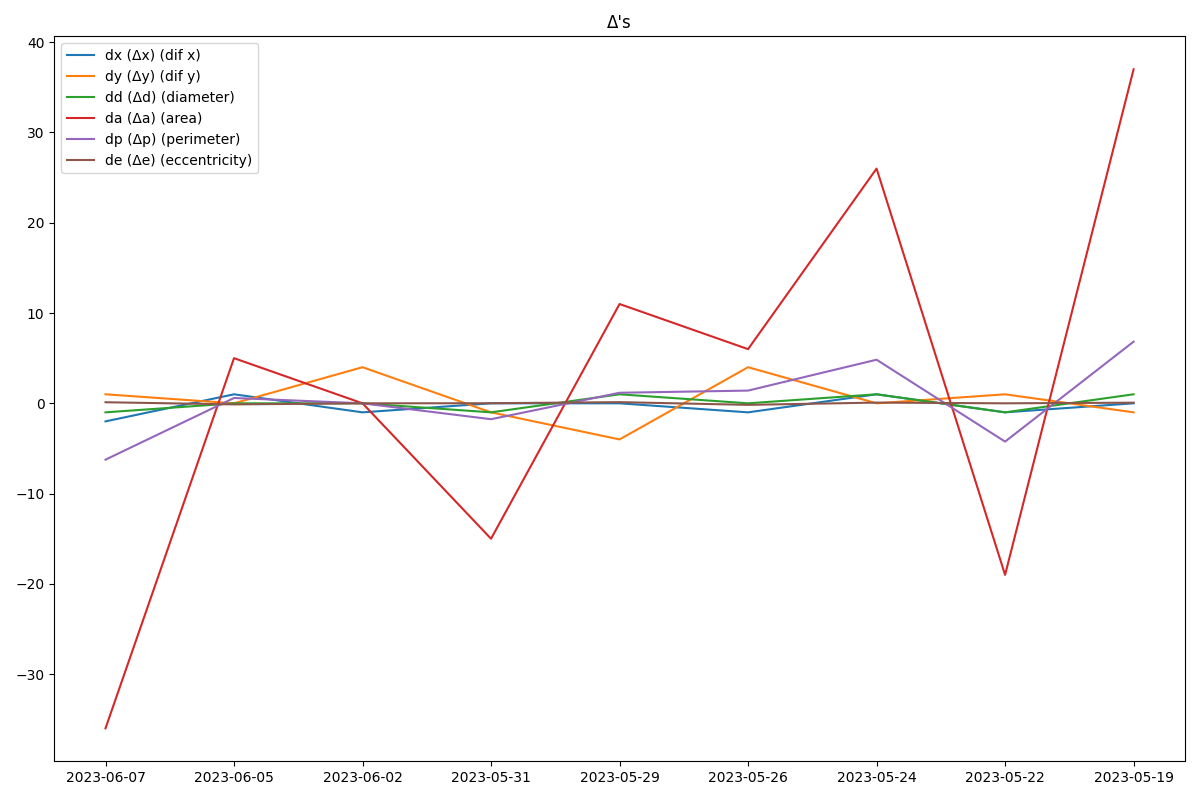 Δ's
40
30
20
10
0
−10
−20
−30
dx (Δx) (dif x)
dy (Δy) (dif y)
dd (Δd) (diameter)
da (Δa) (area)
dp (Δp) (perimeter)
de (Δe) (eccentricity)
2023-06-07 2023-06-05 2023-06-02 2023-05-31 2023-05-29 2023-05-26 2023-05-24 2023-05-22 2023-05-19